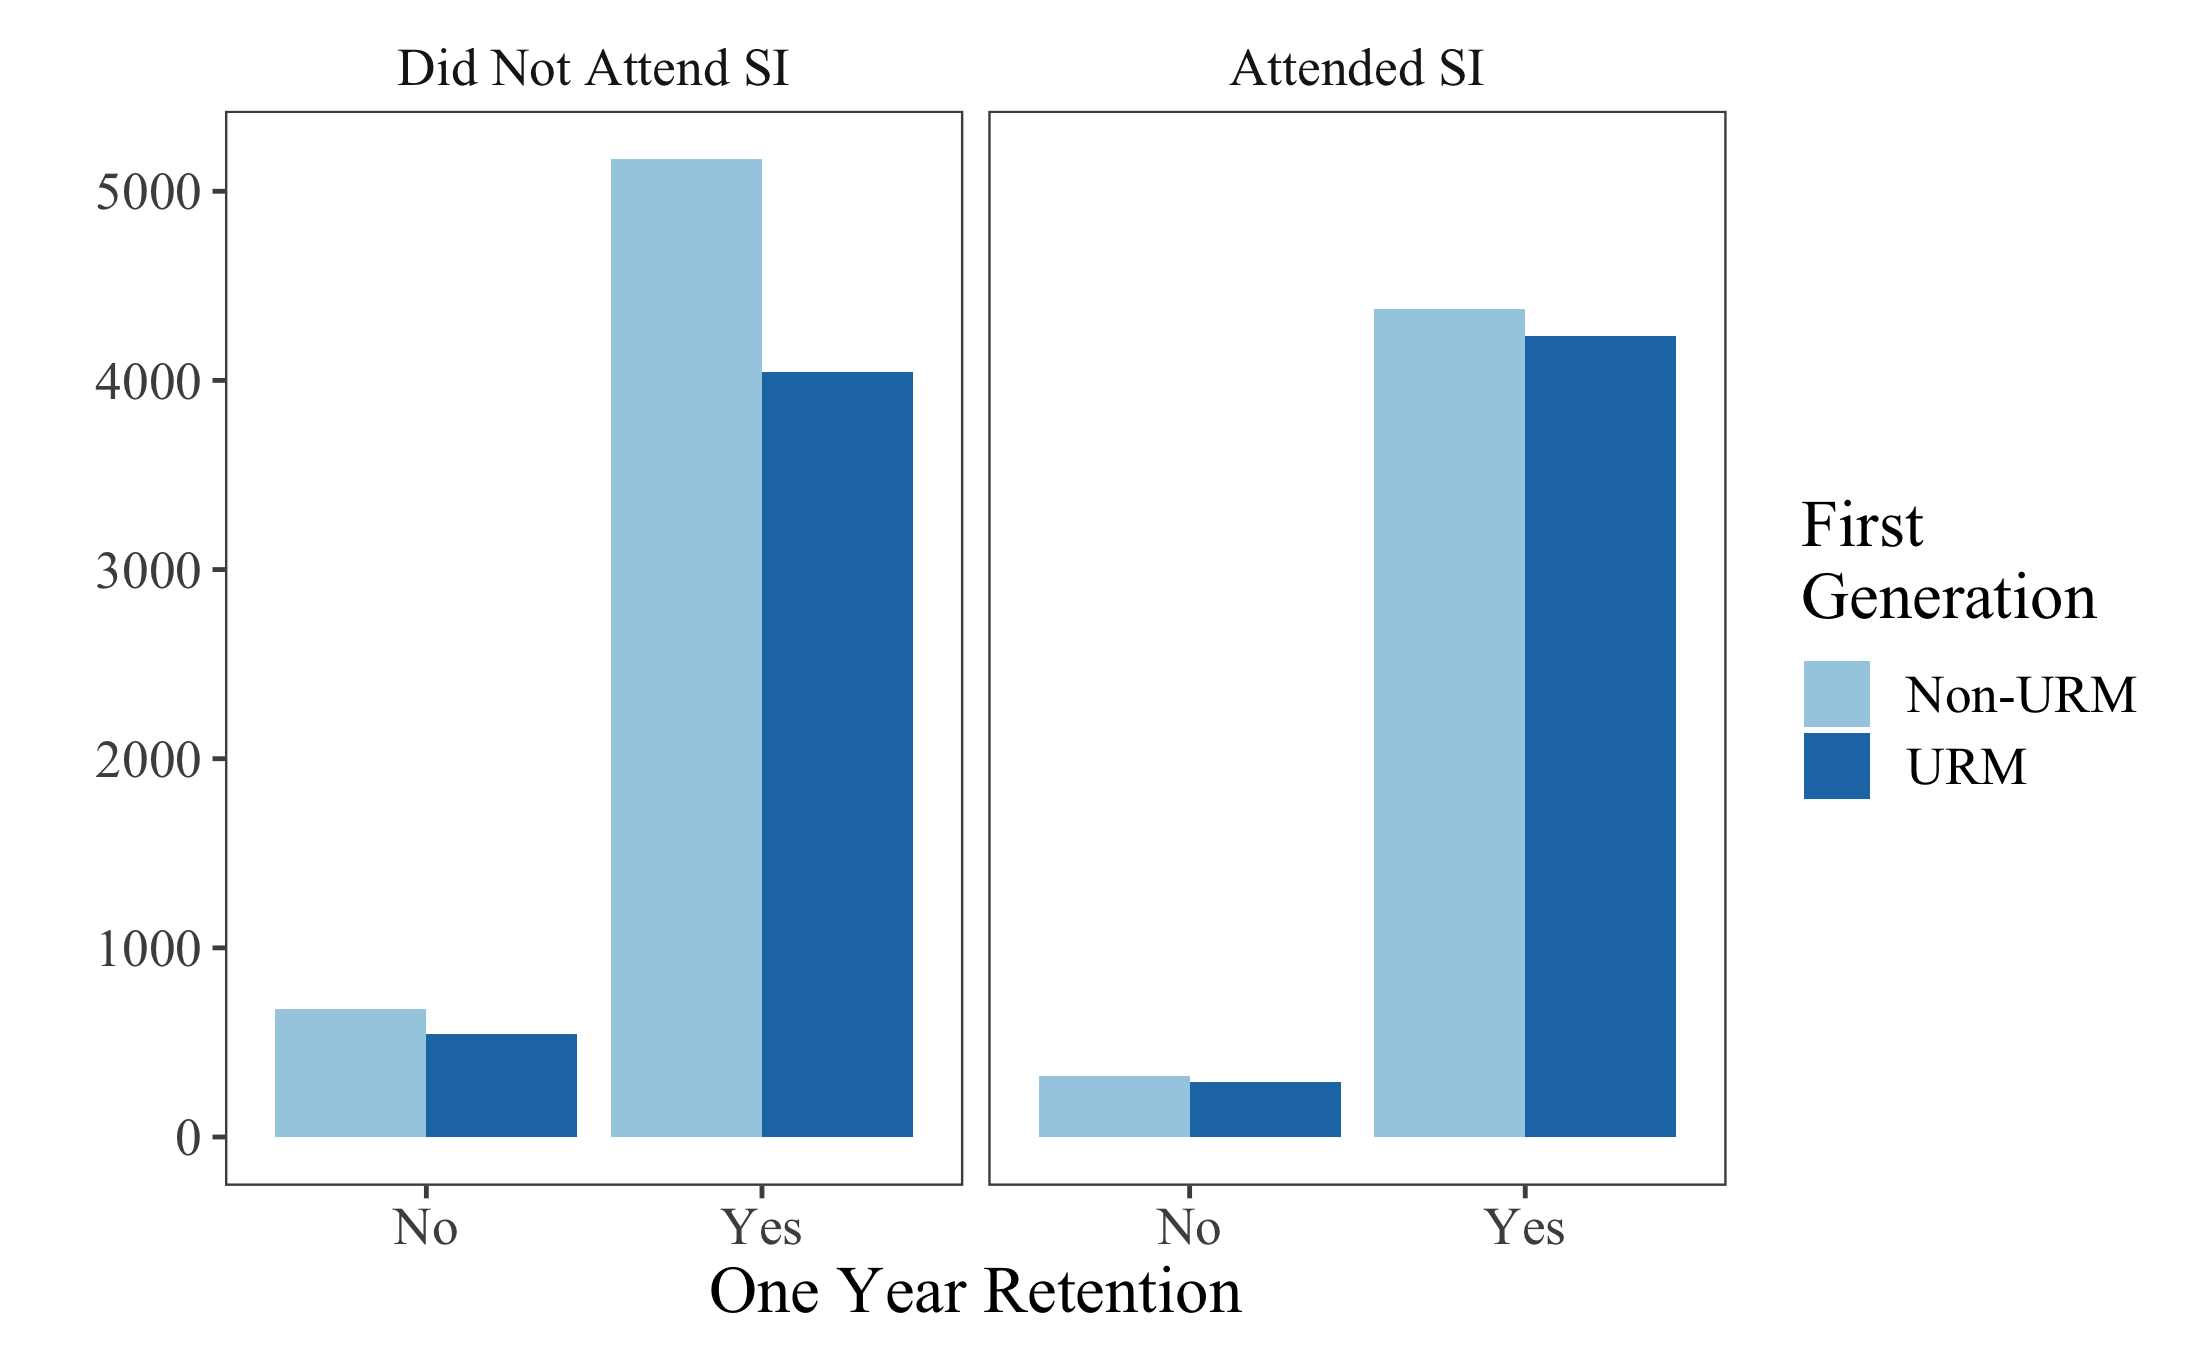 Did Not Attend SI
Attended SI
5000
4000
3000
2000
1000
0
No
Yes
No
Yes
One Year Retention
First
Generation
Non-URM
URM